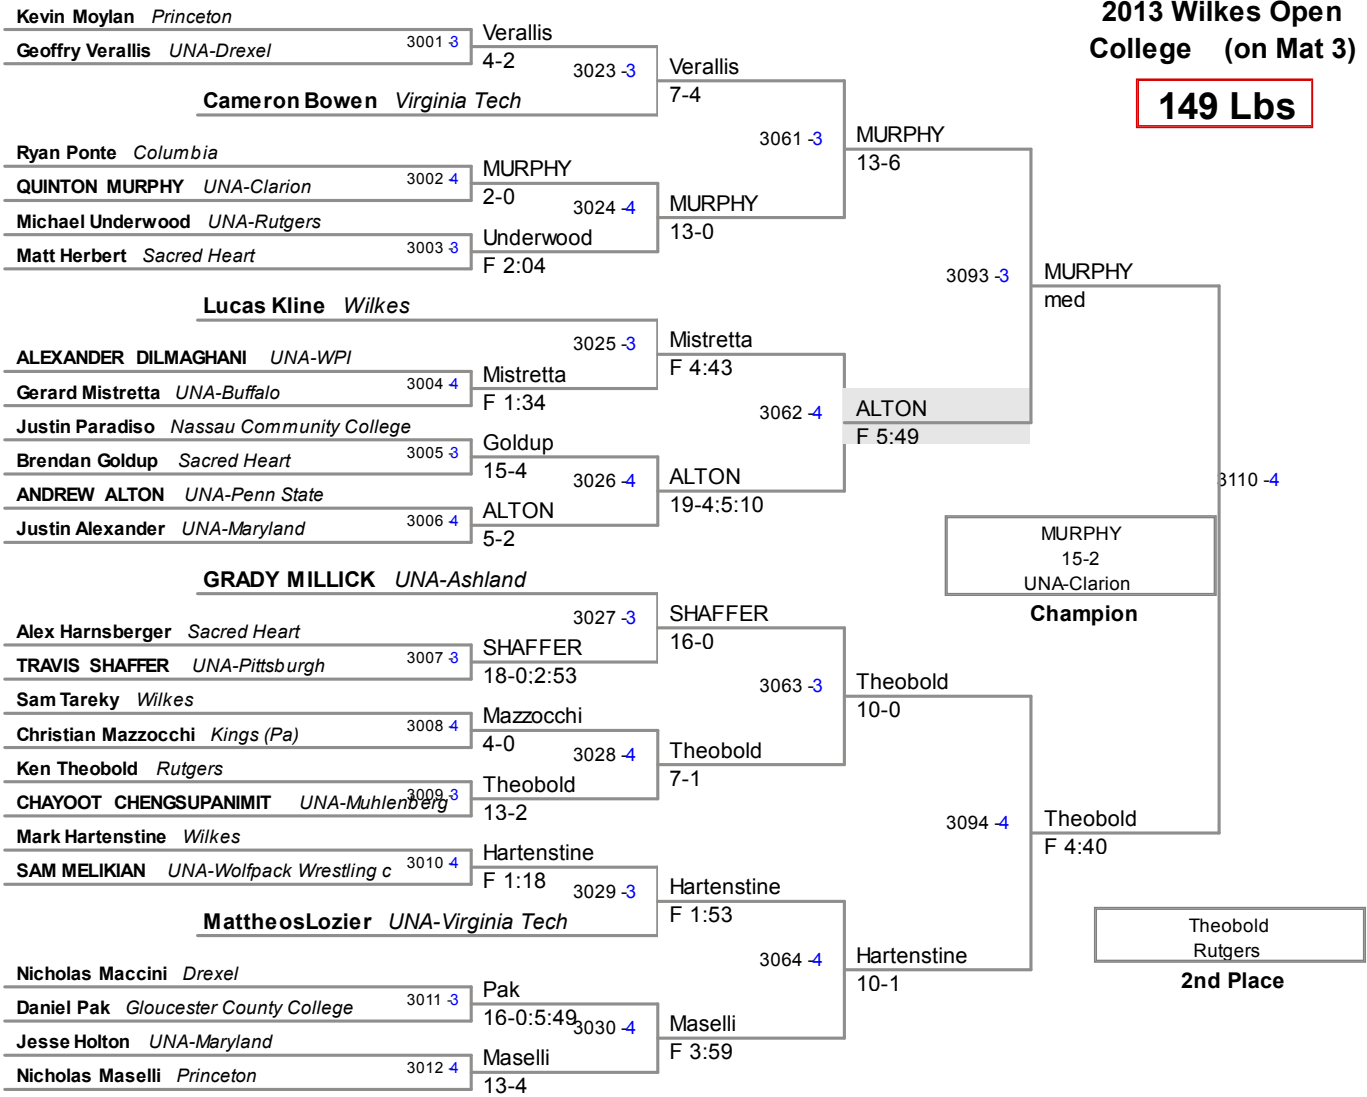 2013 Wilkes Open
College (on Mat 3)
149 Lbs
Kevin Moylan Princeton
3001 -3
Geoffry Verallis UNA-Drexel
Verallis
4-2
3023 -3
Cameron Bowen Virginia Tech
Verallis
7-4
3061 -3
Ryan Ponte Columbia
3002 -4
QUINTON MURPHY UNA-Clarion
MURPHY
2-0
3024 -4
Michael Underwood UNA-Rutgers
3003 -3
Matt Herbert Sacred Heart
Underwood
F 2:04
MURPHY
13-0
MURPHY
13-6
3093 -3
Lucas Kline Wilkes
3025 -3
ALEXANDER DILMAGHANI UNA-WPI
3004 -4
Gerard Mistretta UNA-Buffalo
Mistretta
F 1:34
Mistretta
F 4:43
3062 -4
Justin Paradiso Nassau Community College
3005 -3
Brendan Goldup Sacred Heart
Goldup
15-4
3026 -4
ANDREW ALTON UNA-Penn State
3006 -4
Justin Alexander UNA-Maryland
ALTON
5-2
ALTON
19-4:5:10
ALTON
F 5:49
MURPHY
med
3110 -4
MURPHY
15-2
UNA-Clarion
Champion
GRADY MILLICK UNA-Ashland
3027 -3
Alex Harnsberger Sacred Heart
3007 -3
TRAVIS SHAFFER UNA-Pittsburgh
SHAFFER
18-0:2:53
SHAFFER
16-0
3063 -3
Sam Tareky Wilkes
3008 -4
Christian Mazzocchi Kings (Pa)
Mazzocchi
4-0
3028 -4
Ken Theobold Rutgers
3009 -3
CHAYOOT CHENGSUPANIMIT UNA-Muhlenberg
Theobold
13-2
Theobold
7-1
Theobold
10-0
3094 -4
Mark Hartenstine Wilkes
3010 -4
SAM MELIKIAN UNA-Wolfpack Wrestling c
Hartenstine
F 1:18
3029 -3
MattheosLozier UNA-Virginia Tech
Hartenstine
F 1:53
3064 -4
Nicholas Maccini Drexel
3011 -3
Daniel Pak Gloucester County College
Pak
16-0:5:49
3030 -4
Jesse Holton UNA-Maryland
3012 -4
Nicholas Maselli Princeton
Maselli
13-4
Maselli
F 3:59
Hartenstine
10-1
Theobold
F 4:40
Theobold
Rutgers
2nd Place